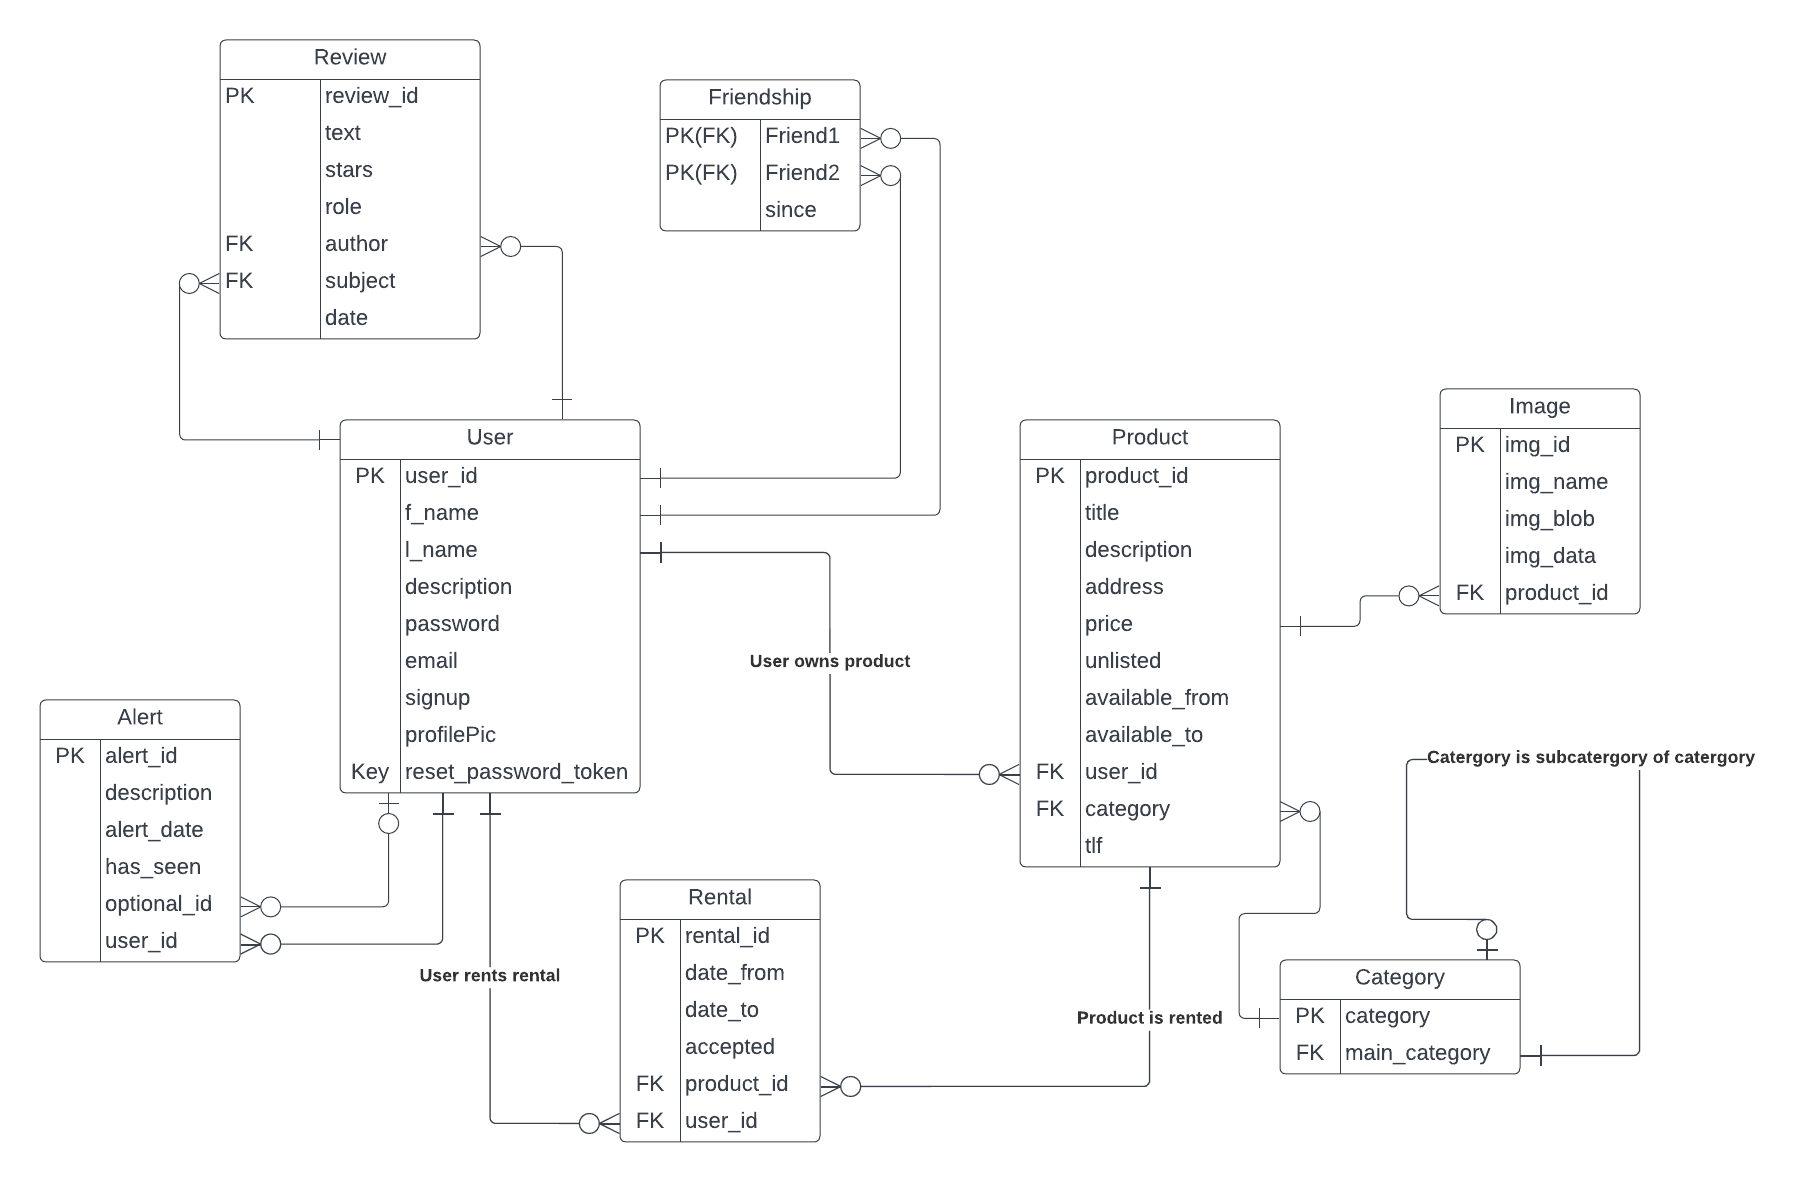 Review
PK review_id
text
stars
role
FK author
FK subject
date
Friendship
PK(FK) Friend1
PK(FK) Friend2
since
User
PK user_id
f_name
l_name
description
password
email
signup
profilePic
Key reset_password_token
Product
PK product_id
title
description
address
price
unlisted
available_from
available_to
FK user_id
FK category
tlf
Image
PK img_id
img_name
img_blob
img_data
FK product_id
User owns product
Alert
PK alert_id
description
alert_date
has_seen
optional_id
user_id
Catergory is subcatergory of catergory
User rents rental
Rental
PK rental_id
date_from
date_to
accepted
FK product_id
FK user_id
Product is rented
Category
PK category
FK main_category